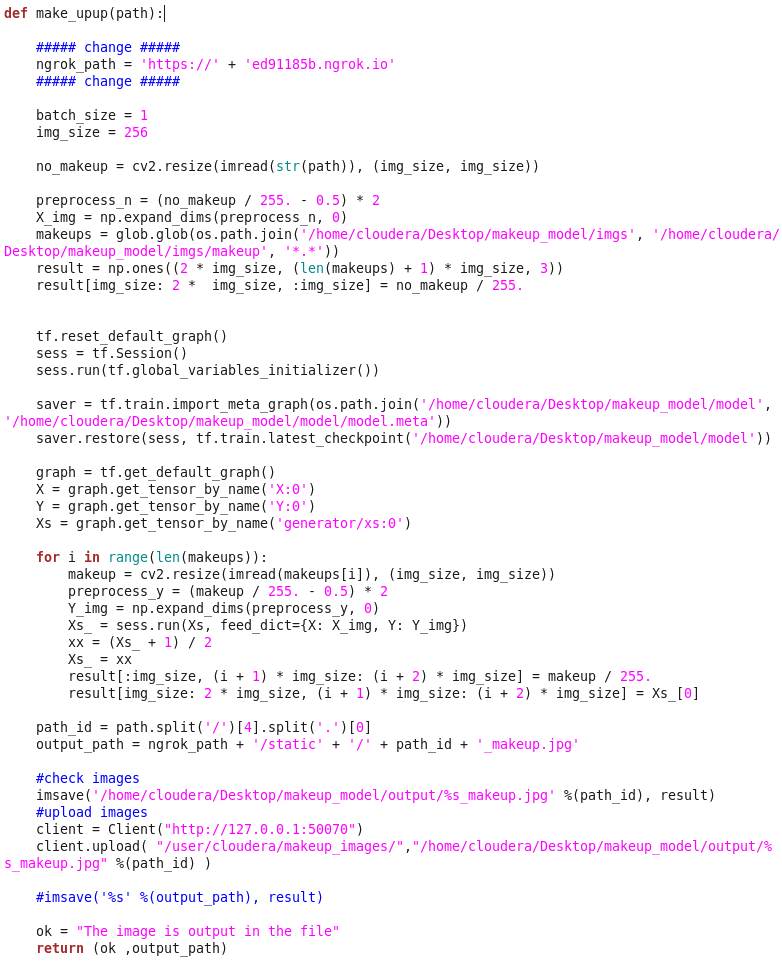 def make_upup(path):

    ##### change #####
    ngrok_path = 'https://' + 'ed91185b.ngrok.io'
    ##### change #####

    batch_size = 1
    img_size = 256

    no_makeup = cv2.resize(imread(str(path)), (img_size, img_size))

    preprocess_n = (no_makeup / 255. - 0.5) * 2
    X_img = np.expand_dims(preprocess_n, 0)
    makeups = glob.glob(os.path.join('/home/cloudera/Desktop/makeup_model/imgs', '/home/cloudera/
Desktop/makeup_model/imgs/makeup', '*.*'))
    result = np.ones((2 * img_size, (len(makeups) + 1) * img_size, 3))
    result[img_size: 2 *  img_size, :img_size] = no_makeup / 255.


    tf.reset_default_graph()
    sess = tf.Session()
    sess.run(tf.global_variables_initializer())

    saver = tf.train.import_meta_graph(os.path.join('/home/cloudera/Desktop/makeup_model/model',
'/home/cloudera/Desktop/makeup_model/model/model.meta'))
    saver.restore(sess, tf.train.latest_checkpoint('/home/cloudera/Desktop/makeup_model/model'))

    graph = tf.get_default_graph()
    X = graph.get_tensor_by_name('X:0')
    Y = graph.get_tensor_by_name('Y:0')
    Xs = graph.get_tensor_by_name('generator/xs:0')

    for i in range(len(makeups)):
        makeup = cv2.resize(imread(makeups[i]), (img_size, img_size))
        preprocess_y = (makeup / 255. - 0.5) * 2
        Y_img = np.expand_dims(preprocess_y, 0)
        Xs_ = sess.run(Xs, feed_dict={X: X_img, Y: Y_img})
        xx = (Xs_ + 1) / 2
        Xs_ = xx
        result[:img_size, (i + 1) * img_size: (i + 2) * img_size] = makeup / 255.
        result[img_size: 2 * img_size, (i + 1) * img_size: (i + 2) * img_size] = Xs_[0]

    path_id = path.split('/')[4].split('.')[0]
    output_path = ngrok_path + '/static' + '/' + path_id + '_makeup.jpg'

    #check images
    imsave('/home/cloudera/Desktop/makeup_model/output/%s_makeup.jpg' %(path_id), result)
    #upload images
    client = Client("http://127.0.0.1:50070")
    client.upload( "/user/cloudera/makeup_images/","/home/cloudera/Desktop/makeup_model/output/%
s_makeup.jpg" %(path_id) )

    #imsave('%s' %(output_path), result)

    ok = "The image is output in the file"
    return (ok ,output_path)